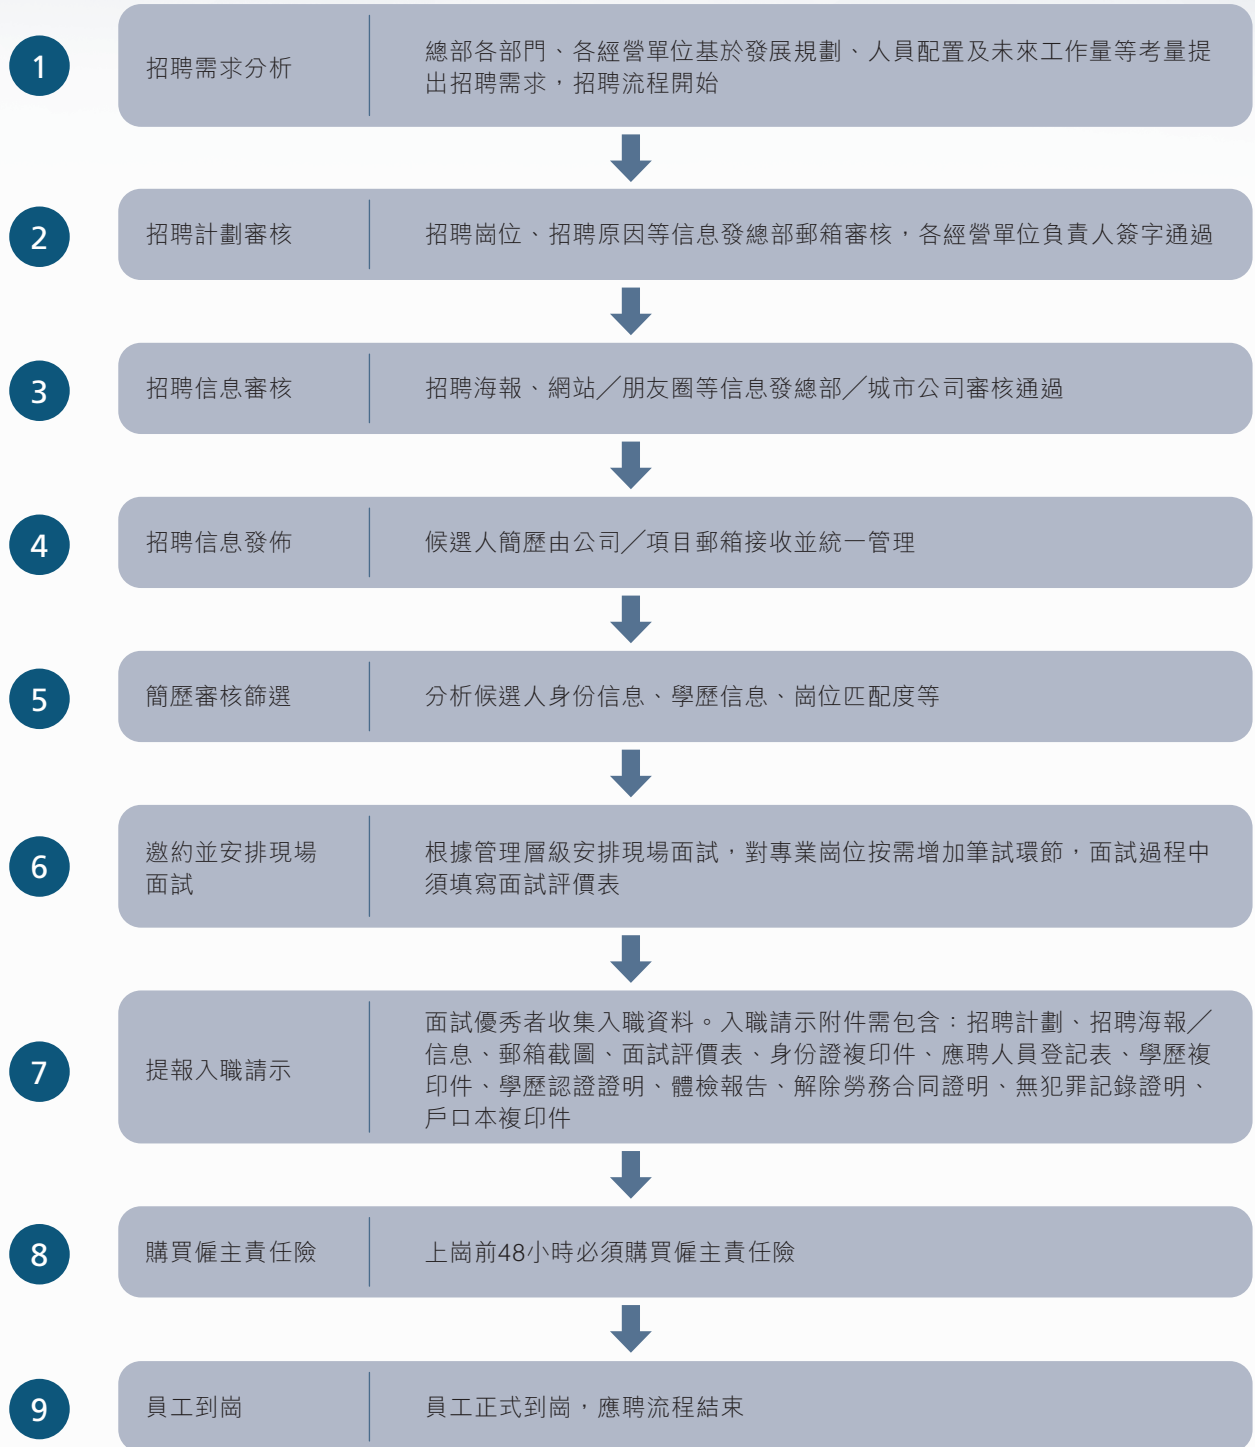 1
招聘需求分析
總部各部門、各經營單位基於發展規劃、人員配置及未來工作量等考量提
出招聘需求，招聘流程開始
2
招聘計劃審核
招聘崗位、招聘原因等信息發總部郵箱審核，各經營單位負責人簽字通過
3
招聘信息審核
招聘海報、網站╱朋友圈等信息發總部╱城市公司審核通過
4
招聘信息發佈
候選人簡歷由公司╱項目郵箱接收並統一管理
5
簡歷審核篩選
分析候選人身份信息、學歷信息、崗位匹配度等
6
邀約並安排現場
面試
根據管理層級安排現場面試，對專業崗位按需增加筆試環節，面試過程中
須填寫面試評價表
7
提報入職請示
面試優秀者收集入職資料。入職請示附件需包含：招聘計劃、招聘海報╱
信息、郵箱截圖、面試評價表、身份證複印件、應聘人員登記表、學歷複
印件、學歷認證證明、體檢報告、解除勞務合同證明、無犯罪記錄證明、
戶口本複印件
8
購買僱主責任險
上崗前48小時必須購買僱主責任險
9
員工到崗
員工正式到崗，應聘流程結束